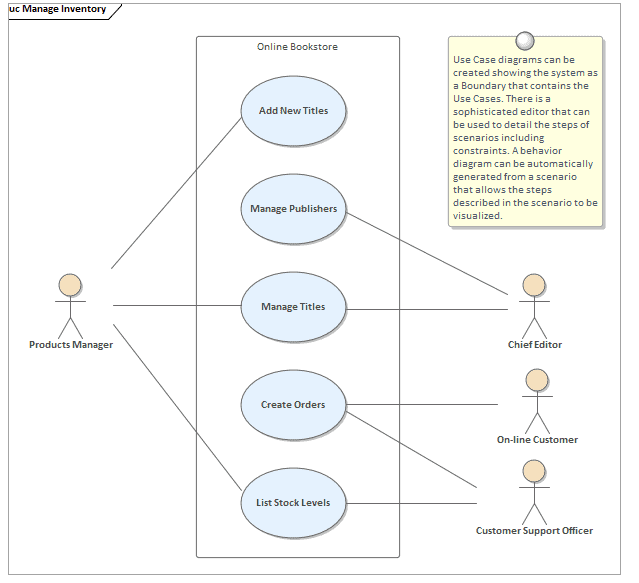 uc Manage Inventory
Online Bookstore
Use Case diagrams can be
created showing the system as
a Boundary that contains the
Use Cases. There is a
sophisticated editor that can
be used to detail the steps of
scenarios including
constraints. A behavior
diagram can be automatically
generated from a scenario
that allows the steps
described in the scenario to be
visualized.
Add New Titles
Manage Publishers
Manage Titles
Products Manager
Chief Editor
Create Orders
On-line Customer
List Stock Levels
Customer Support Officer